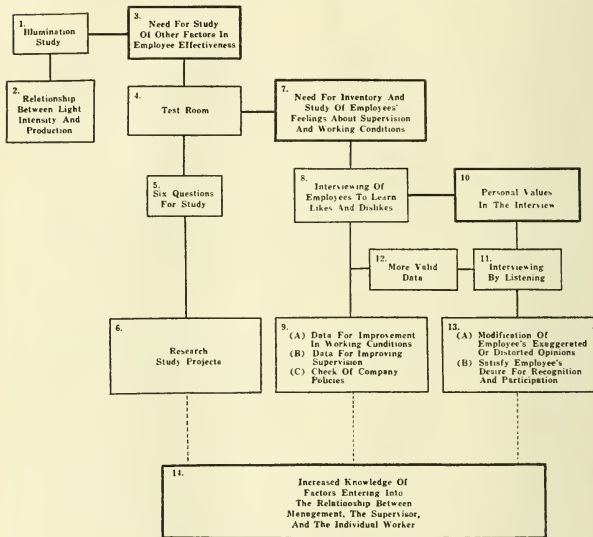 1.
Illumination
Study
2.
Relationship
Between Light
Intensity And
Production
3.
Need For Study
Of Other Factors In
Employee Effectiveness
4.
Test Room
5.
Six Questions
For Study
6.
Research
Study Projects
7.
Need For Inventory And
Study Of Employees'
Feelings About Supervision
And Working Conditions
8.
Interviewing Of
Employees To Learn
Likes And Dislikes
9.
(A) Data For Improvement
In Working Conditions
(B) Data For Improving
Supervision
(C) Check Of Company
Policies
10
Personal Values
In The Interview
11.
Interviewing
By Listening
12.
More Valid
Data
13.
(A) Modification Of
Employee's Exaggerated
Or Distorted Opinions
(B) Satisfy Employee's
Desire For Recognition
And Participation
14.
Increased Knowledge Of
Factors Entering Into
The Relationship Between
Management, The Supervisor,
And The Individual Worker